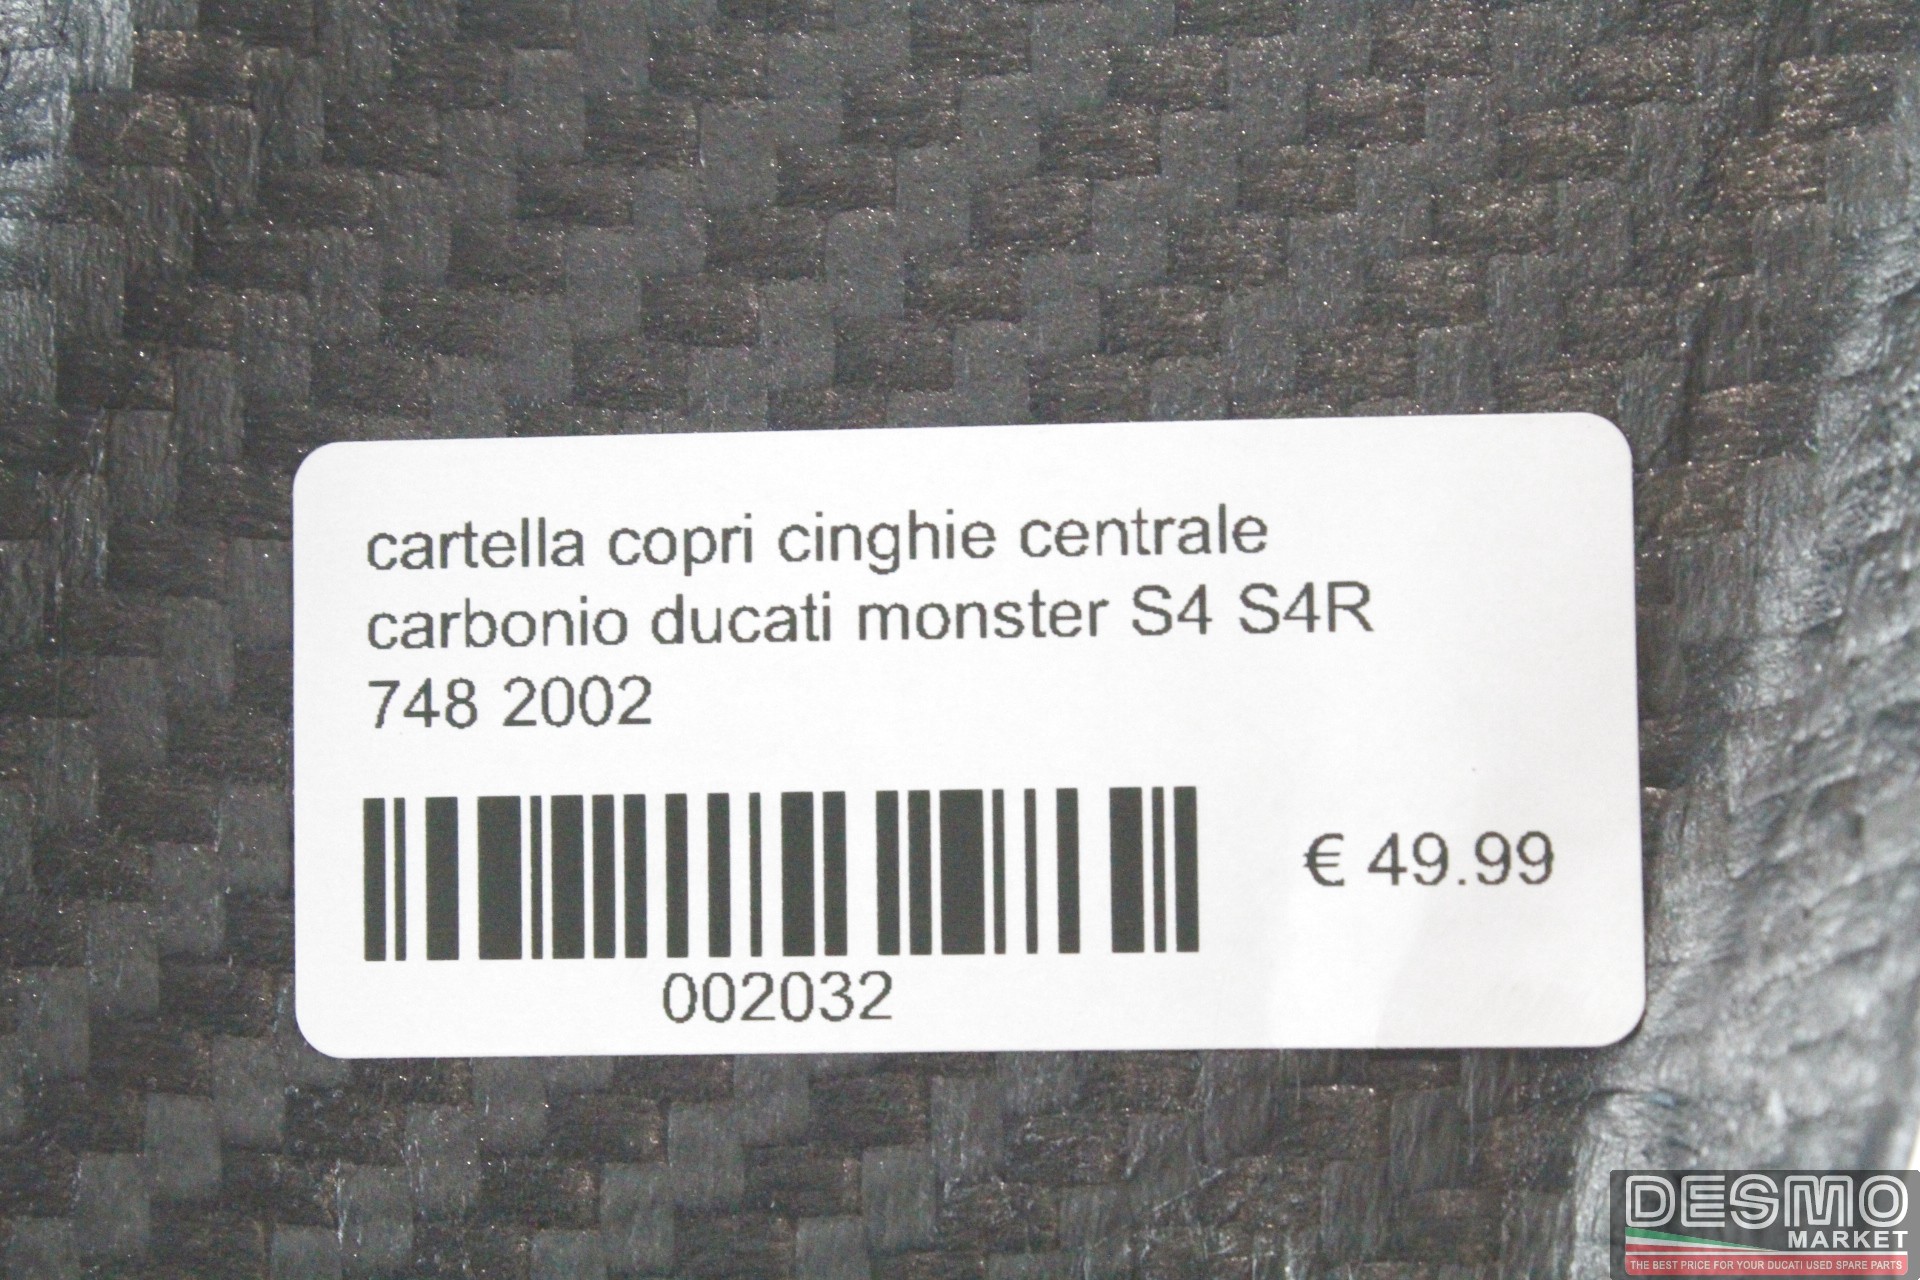 cartella copri cinghie centrale
carbonio ducati monster S4 S4R
748 2002
€ 49.99
002032
DESMO
MARKET
THE BEST PRICE FOR YOUR DUCATI USED SPARE PARTS